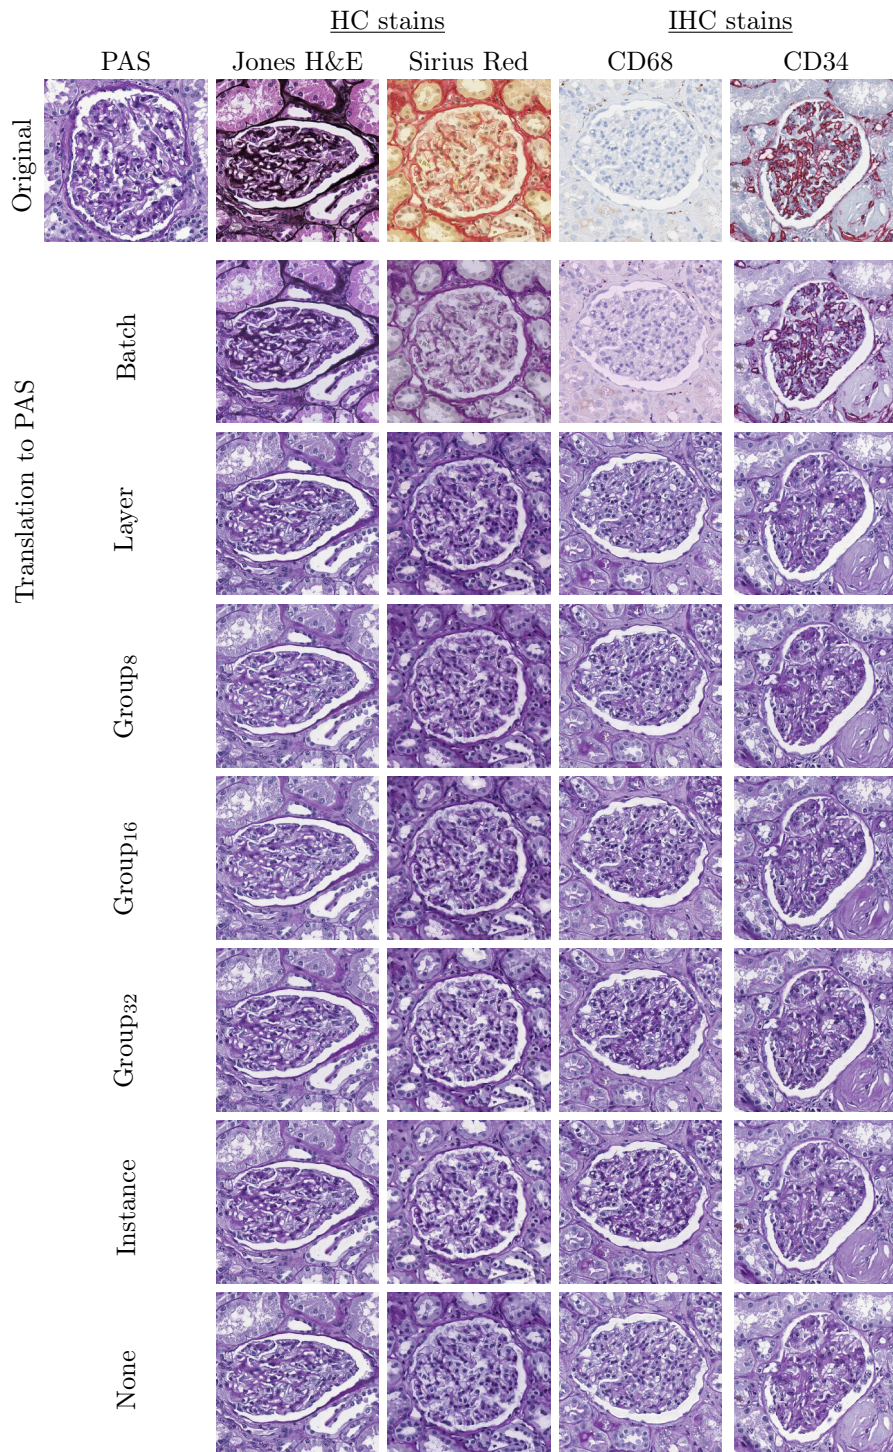 HC stains IHC stains
PAS Jones H&E Sirius Red CD68 CD34
Original
Translation to PAS
Batch
Layer
Group8
Group16
Group32
Instance
None